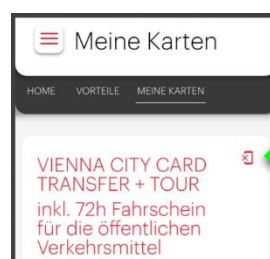 Meine Karten
HOME VORTEILE MEINE KARTEN
VIENNA CITY CARD
TRANSFER + TOUR
inkl. 72h Fahrschein
für die öffentlichen
Verkehrsmittel